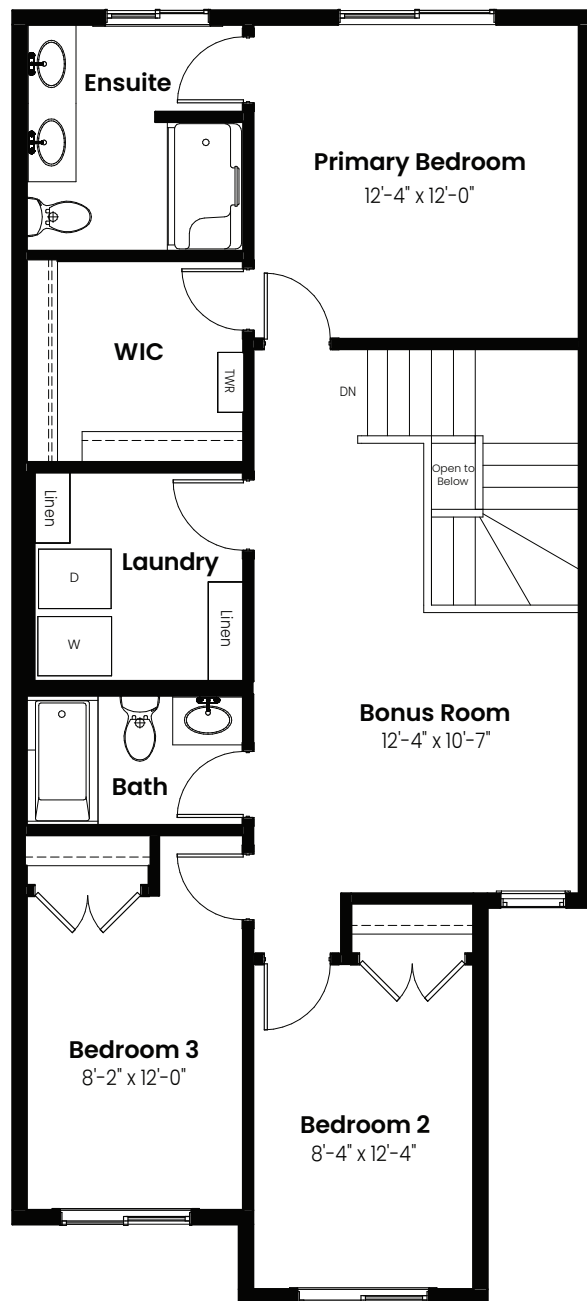 Ensuite
Primary Bedroom
12'-4" x 12'-0"
WIC
TWR
DN
Open to
Below
Linen
Laundry
D
Linen
W
Bonus Room
12'-4" x 10'-7"
Bath
Bedroom 3
8'-2" x 12'-0"
Bedroom 2
8'-4" x 12'-4"